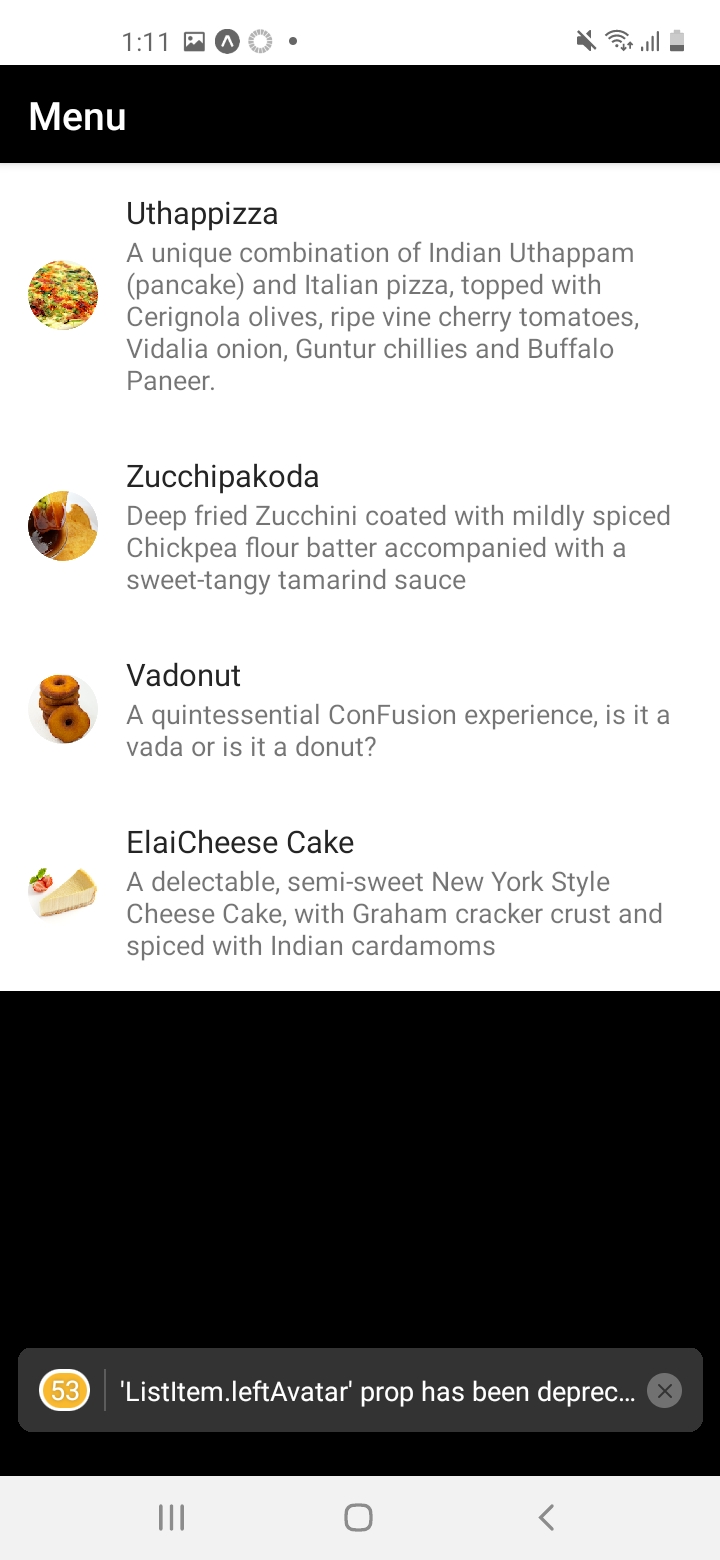 1:11
Menu
Uthappizza
A unique combination of Indian Uthappam
(pancake) and Italian pizza, topped with
Cerignola olives, ripe vine cherry tomatoes,
Vidalia onion, Guntur chillies and Buffalo
Paneer.
Zucchipakoda
Deep fried Zucchini coated with mildly spiced
Chickpea flour batter accompanied with a
sweet-tangy tamarind sauce
Vadonut
A quintessential ConFusion experience, is it a
vada or is it a donut?
ElaiCheese Cake
A delectable, semi-sweet New York Style
Cheese Cake, with Graham cracker crust and
spiced with Indian cardamoms
53 'ListItem.leftAvatar' prop has been deprec...